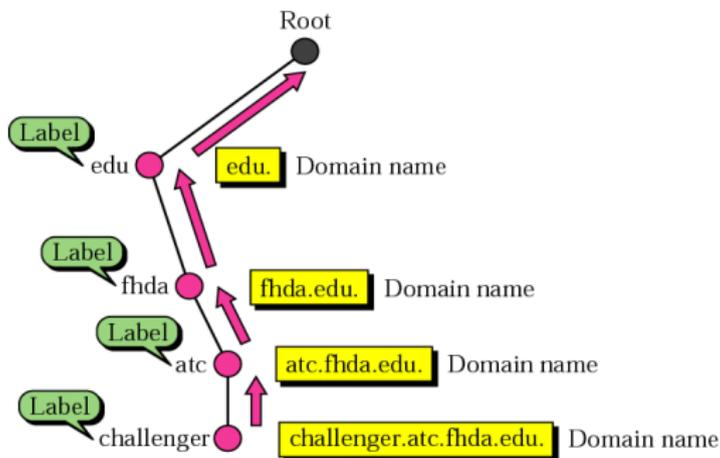 Root
Label
edu
edu.
Domain name
Label
fhda
fhda.edu.
Domain name
Label
atc
atc.fhda.edu.
Domain name
Label
challenger
challenger.atc.fhda.edu.
Domain name